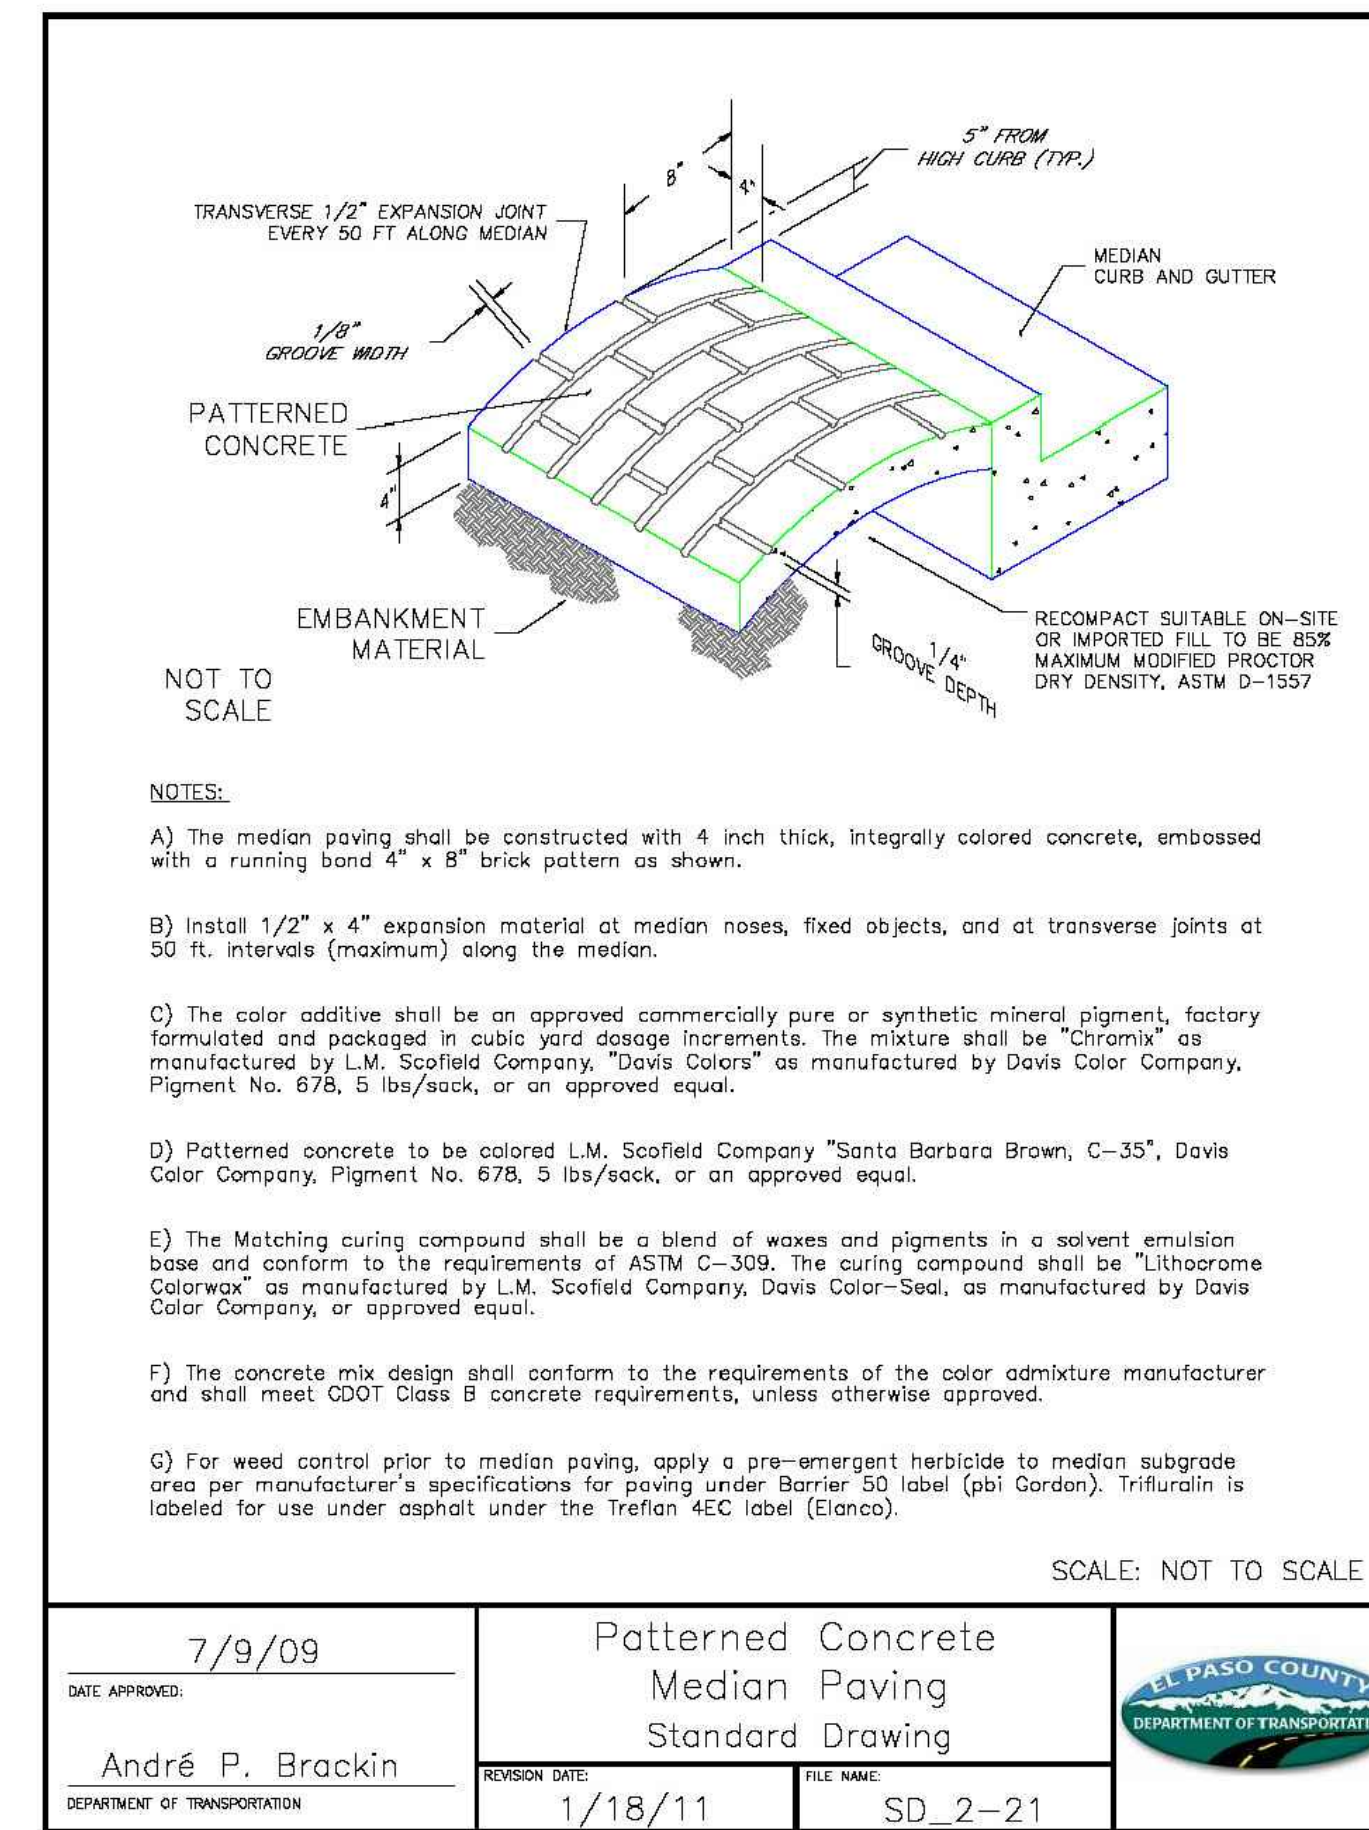 5" FROM
HIGH CURB (TYP.)
8"
4"
TRANSVERSE 1/2" EXPANSION JOINT
EVERY 50 FT ALONG MEDIAN
MEDIAN
CURB AND GUTTER
1/8"
GROOVE WIDTH
PATTERNED
CONCRETE
4"
EMBANKMENT
MATERIAL
RECOMPACT SUITABLE ON-SITE
OR IMPORTED FILL TO BE 85%
MAXIMUM MODIFIED PROCTOR
DRY DENSITY, ASTM D-1557
1/4"
GROOVE DEPTH
NOT TO
SCALE
NOTES:
A) The median paving shall be constructed with 4 inch thick, integrally colored concrete, embossed
with a running bond 4" x 8" brick pattern as shown.
B) Install 1/2" x 4" expansion material at median noses, fixed objects, and at transverse joints at
50 ft. intervals (maximum) along the median.
C) The color additive shall be an approved commercially pure or synthetic mineral pigment, factory
formulated and packaged in cubic yard dosage increments. The mixture shall be "Chromix" as
manufactured by L.M. Scofield Company, "Davis Colors" as manufactured by Davis Color Company,
Pigment No. 678, 5 lbs/sack, or an approved equal.
D) Patterned concrete to be colored L.M. Scofield Company "Santa Barbara Brown, C-35", Davis
Color Company, Pigment No. 678, 5 lbs/sack, or an approved equal.
E) The Matching curing compound shall be a blend of waxes and pigments in a solvent emulsion
base and conform to the requirements of ASTM C-309. The curing compound shall be "Lithocrome
Colorwax" as manufactured by L.M. Scofield Company, Davis Color-Seal, as manufactured by Davis
Color Company, or approved equal.
F) The concrete mix design shall conform to the requirements of the color admixture manufacturer
and shall meet CDOT Class B concrete requirements, unless otherwise approved.
G) For weed control prior to median paving, apply a pre-emergent herbicide to median subgrade
area per manufacturer's specifications for paving under Barrier 50 label (pbi Gordon). Trifluralin is
labeled for use under asphalt under the Treflan 4EC label (Elanco).
SCALE: NOT TO SCALE
7/9/09
DATE APPROVED:
André P. Brackin
DEPARTMENT OF TRANSPORTATION
Patterned Concrete
Median Paving
Standard Drawing
REVISION DATE:
1/18/11
FILE NAME:
SD_2-21
EL PASO COUNTY
DEPARTMENT OF TRANSPORTATI